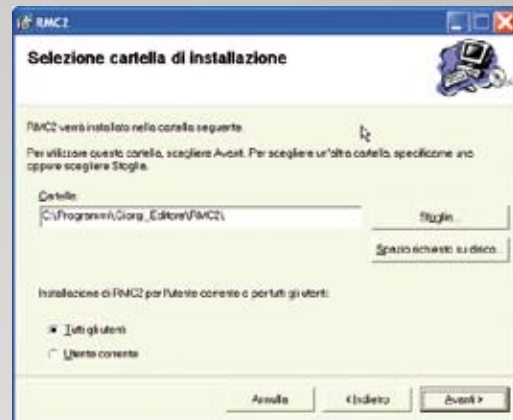 RMC2
Selezione cartella di installazione
RMC2 verrà installato nella cartella seguente.
Per utilizzare questa cartella, scegliere Avanti. Per scegliere un'altra cartella, specificarne una
oppure scegliere Sfoglia.
Cartella:
C:\Programmi\Giorgi_Editore\RMC2\
Sfoglia...
Spazio richiesto su disco...
Installazione di RMC2 per l'utente corrente o per tutti gli utenti:
Tutti gli utenti
Utente corrente
Annulla
< Indietro
Avanti >